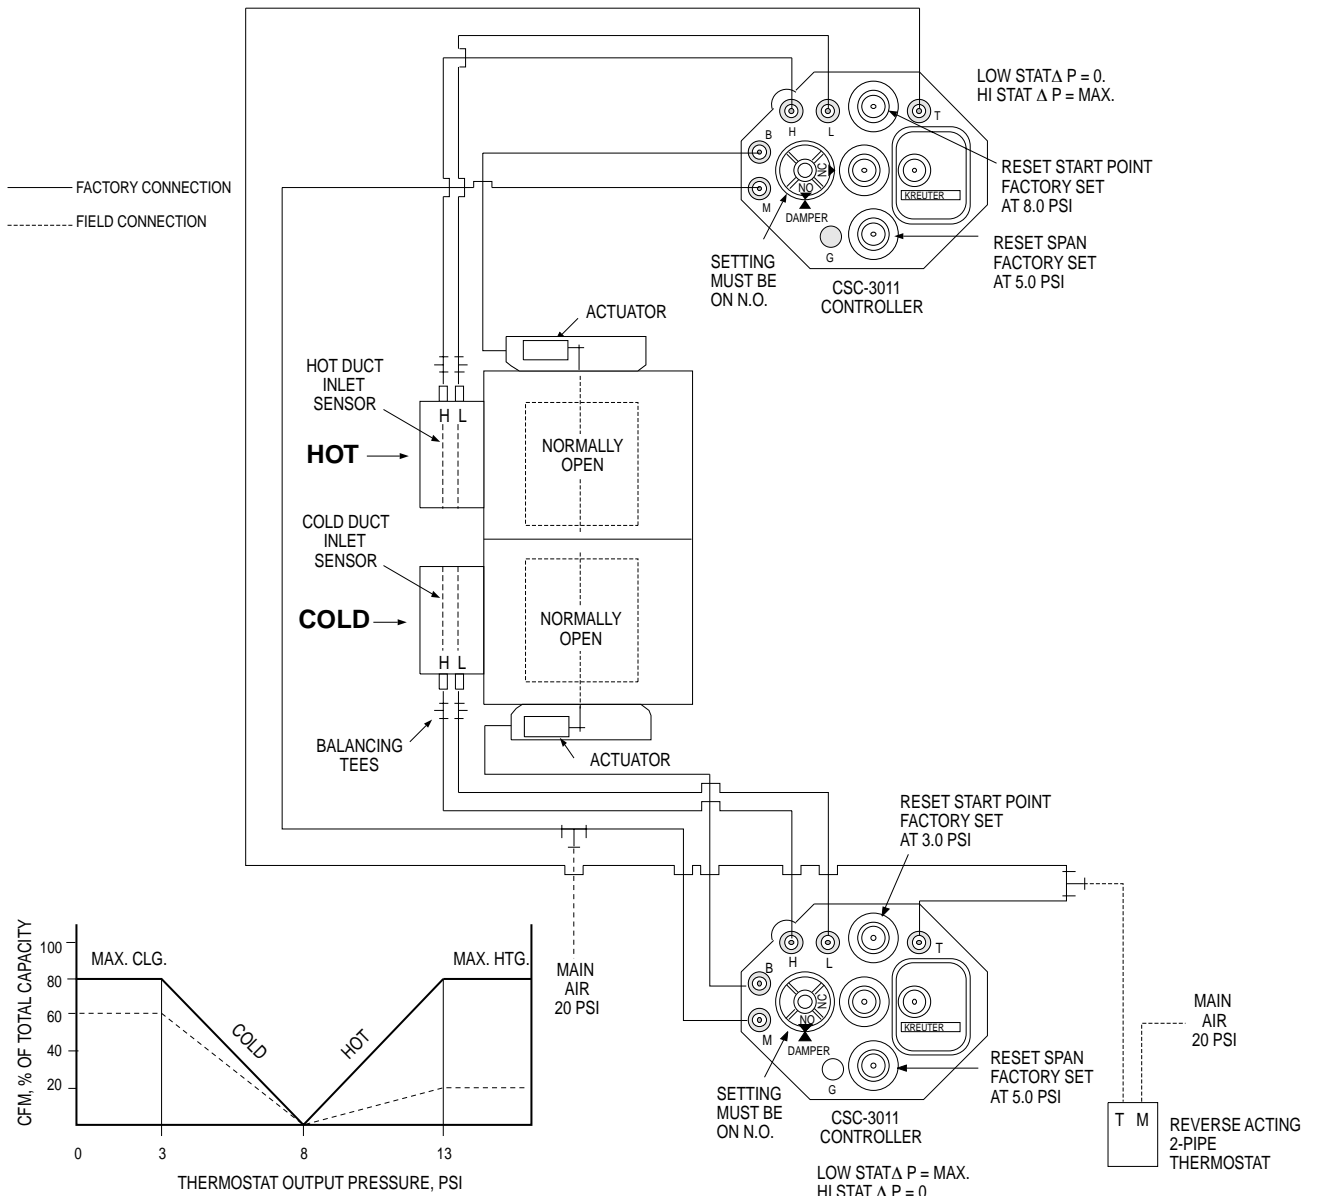 LOW STAT Δ P = 0.
HI STAT Δ P = MAX.
T
B
H
L
FACTORY CONNECTION
FIELD CONNECTION
NC
NO
KREUTER
M
DAMPER
G
RESET START POINT
FACTORY SET
AT 8.0 PSI
RESET SPAN
FACTORY SET
AT 5.0 PSI
SETTING
MUST BE
ON N.O.
CSC-3011
CONTROLLER
ACTUATOR
HOT DUCT
INLET
SENSOR
H L
HOT
NORMALLY
OPEN
COLD DUCT
INLET
SENSOR
COLD
NORMALLY
OPEN
H L
BALANCING
TEES
ACTUATOR
RESET START POINT
FACTORY SET
AT 3.0 PSI
MAIN
AIR
20 PSI
T
B
H
L
NC
NO
KREUTER
M
DAMPER
G
RESET SPAN
FACTORY SET
AT 5.0 PSI
SETTING
MUST BE
ON N.O.
CSC-3011
CONTROLLER
LOW STAT Δ P = MAX.
HI STAT Δ P = 0
MAIN
AIR
20 PSI
T M
REVERSE ACTING
2-PIPE
THERMOSTAT
CFM, % OF TOTAL CAPACITY
100
80
60
40
20
MAX. CLG.
MAX. HTG.
COLD
HOT
0
3
8
13
THERMOSTAT OUTPUT PRESSURE, PSI